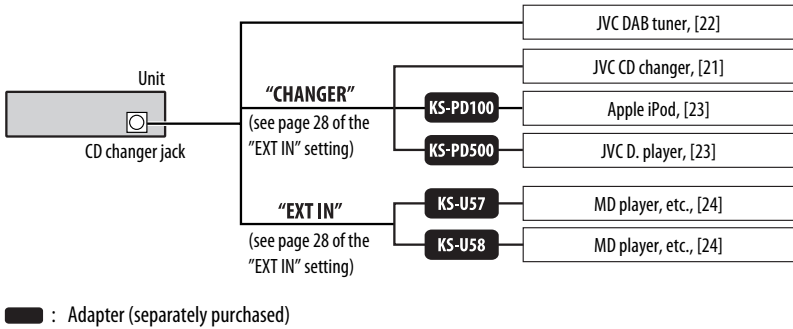 JVC DAB tuner, [22]
JVC CD changer, [21]
Unit
"CHANGER"
KS-PD100
Apple iPod, [23]
(see page 28 of the
"EXT IN" setting)
KS-PD500
JVC D. player, [23]
CD changer jack
"EXT IN"
KS-U57
MD player, etc., [24]
(see page 28 of the
"EXT IN" setting)
KS-U58
MD player, etc., [24]
: Adapter (separately purchased)